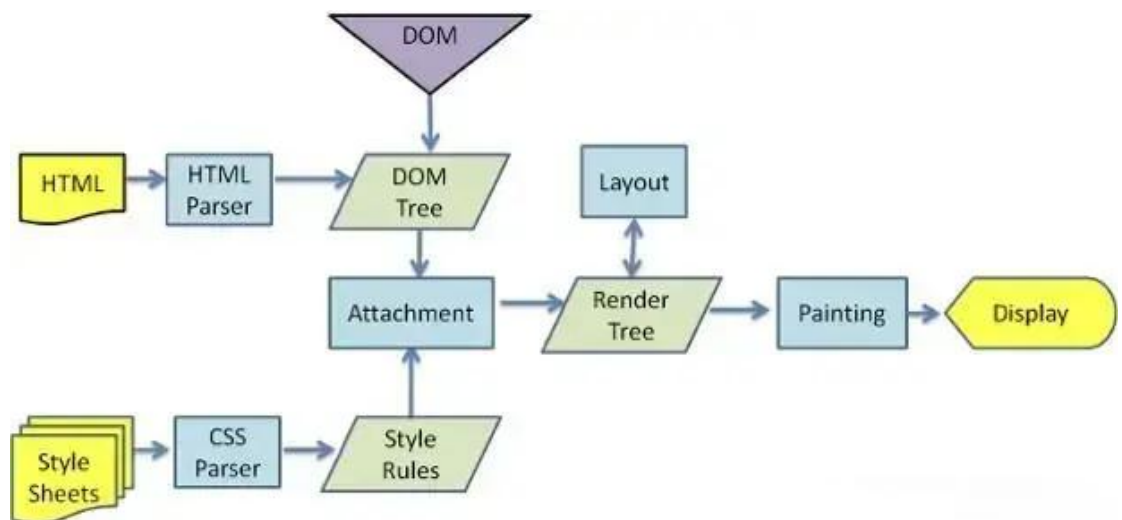 DOM
HTML
HTML
Parser
DOM
Tree
Layout
Attachment
Render
Tree
Painting
Display
Style
Sheets
CSS
Parser
Style
Rules